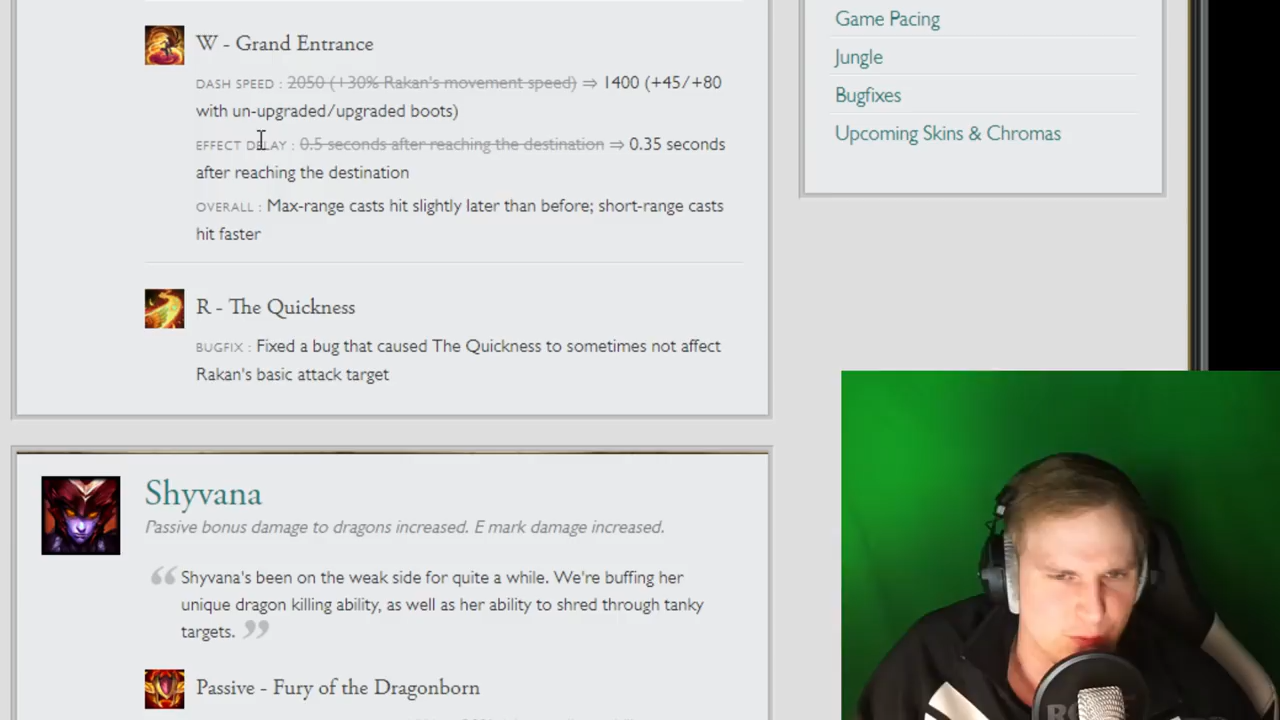 W - Grand Entrance
DASH SPEED : 2050 (+30% Rakan's movement speed) ⇒ 1400 (+45/+80
with un-upgraded/upgraded boots)
EFFECT DELAY : 0.5 seconds after reaching the destination ⇒ 0.35 seconds
after reaching the destination
OVERALL : Max-range casts hit slightly later than before; short-range casts
hit faster
R - The Quickness
BUGFIX : Fixed a bug that caused The Quickness to sometimes not affect
Rakan's basic attack target
Shyvana
Passive bonus damage to dragons increased. E mark damage increased.
“ Shyvana's been on the weak side for quite a while. We're buffing her
unique dragon killing ability, as well as her ability to shred through tanky
targets. ”
Passive - Fury of the Dragonborn
Game Pacing
Jungle
Bugfixes
Upcoming Skins & Chromas